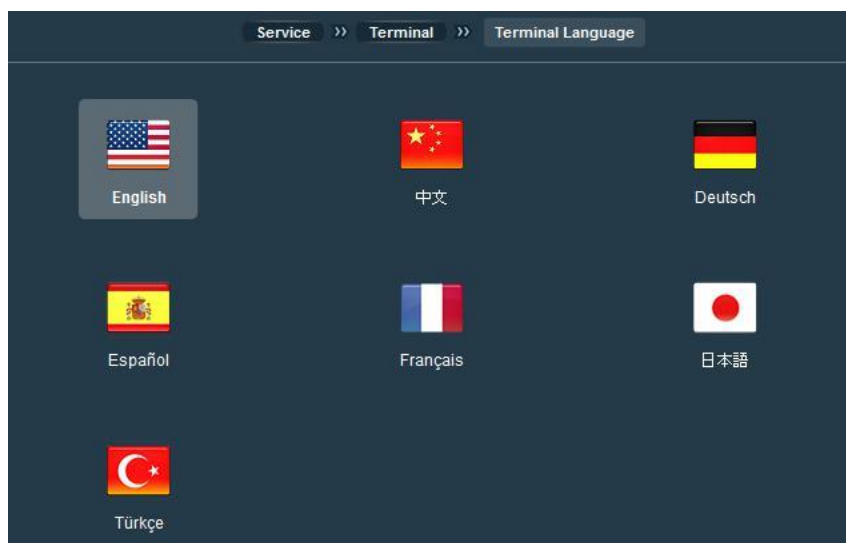 Service » Terminal » Terminal Language
English 中文 Deutsch
Español Français 日本語
Türkçe